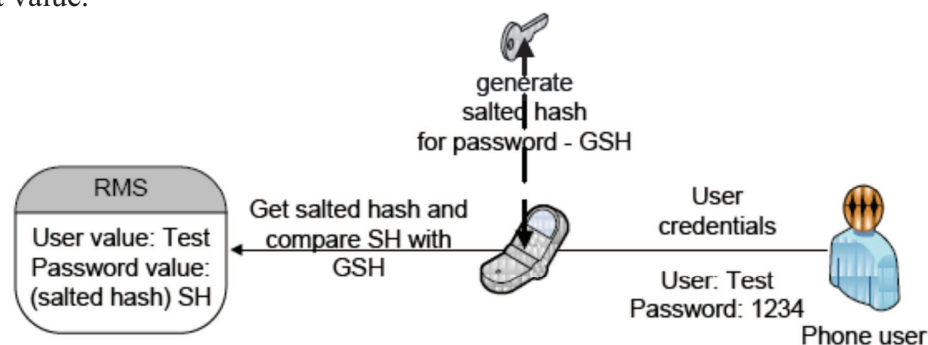 value.
generate
salted hash
for password - GSH
RMS
User value: Test
Password value:
(salted hash) SH
Get salted hash and
compare SH with
GSH
User
credentials
User: Test
Password: 1234
Phone user